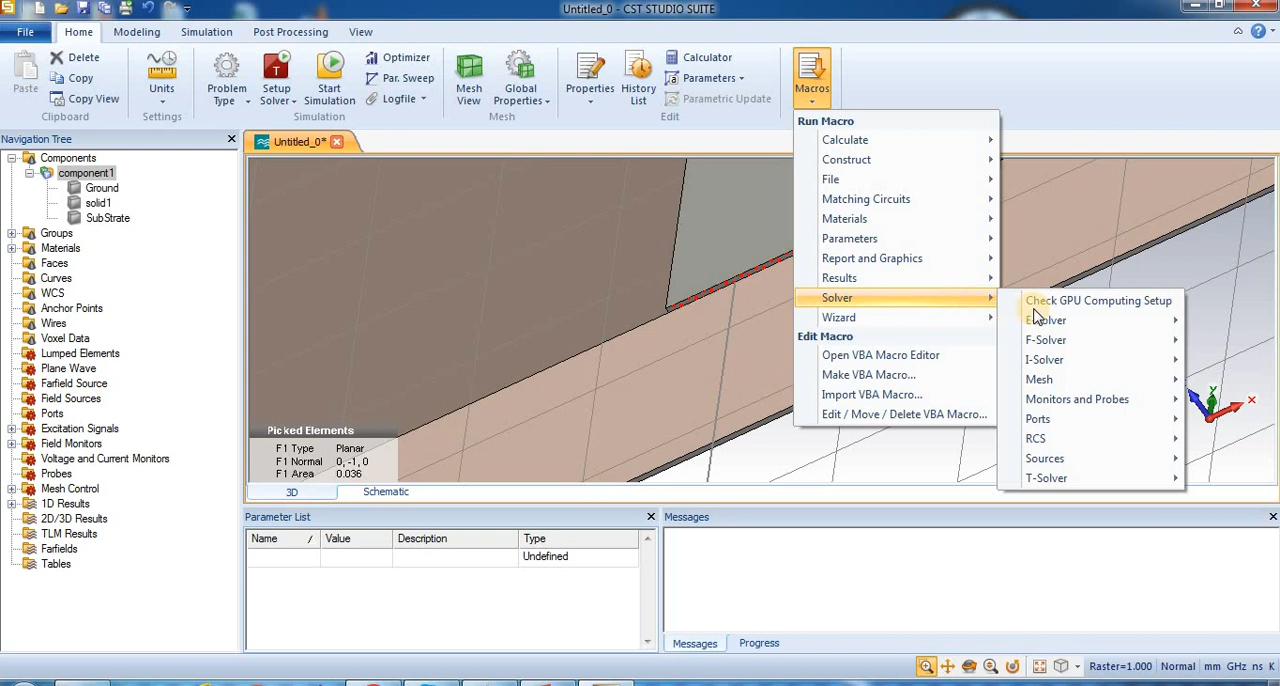 Untitled_0* - CST STUDIO SUITE
File Home Modeling Simulation Post Processing View
Paste
Delete
Copy
Copy View
Clipboard
Units
Settings
Problem Type
Setup Solver
Start Simulation
Optimizer
Par. Sweep
Logfile
Simulation
Mesh View
Global Properties
Mesh
Properties
History List
Calculator
Parameters
Parametric Update
Edit
Macros
Navigation Tree
Components
component1
Ground
solid1
SubStrate
Groups
Materials
Faces
Curves
WCS
Anchor Points
Wires
Voxel Data
Lumped Elements
Plane Wave
Farfield Source
Field Sources
Ports
Excitation Signals
Field Monitors
Voltage and Current Monitors
Probes
Mesh Control
1D Results
2D/3D Results
TLM Results
Farfields
Tables
Untitled_0*
Run Macro
Calculate
Construct
File
Matching Circuits
Materials
Parameters
Report and Graphics
Results
Solver
Wizard
Edit Macro
Open VBA Macro Editor
Make VBA Macro...
Import VBA Macro...
Edit / Move / Delete VBA Macro...
Check GPU Computing Setup
E-Solver
F-Solver
I-Solver
Mesh
Monitors and Probes
Ports
RCS
Sources
T-Solver
y
x
Picked Elements
F1 Type Planar
F1 Normal 0, -1, 0
F1 Area 0.036
3D Schematic
Parameter List
Name / Value Description Type
Undefined
Messages
Messages Progress
Raster=1.000 Normal mm GHz ns K